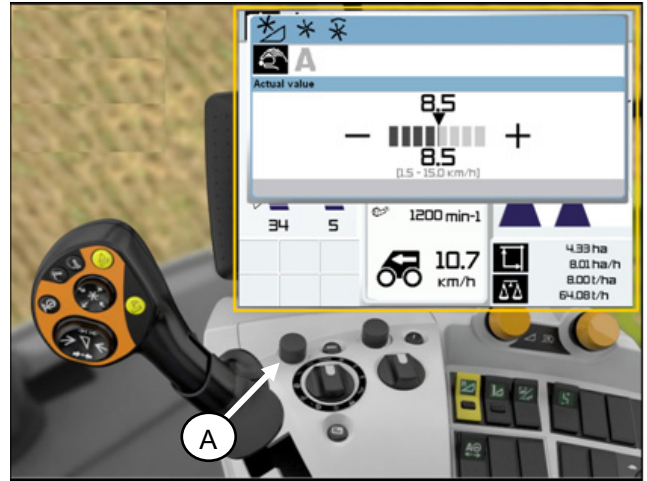 A
Actual value
8.5
8.5
[1.5 - 15.0 km/h]
34 5
1200 min-1
10.7
km/h
4.33 ha
8.01 ha/h
8.00 t/ha
64.08 t/h
S
A